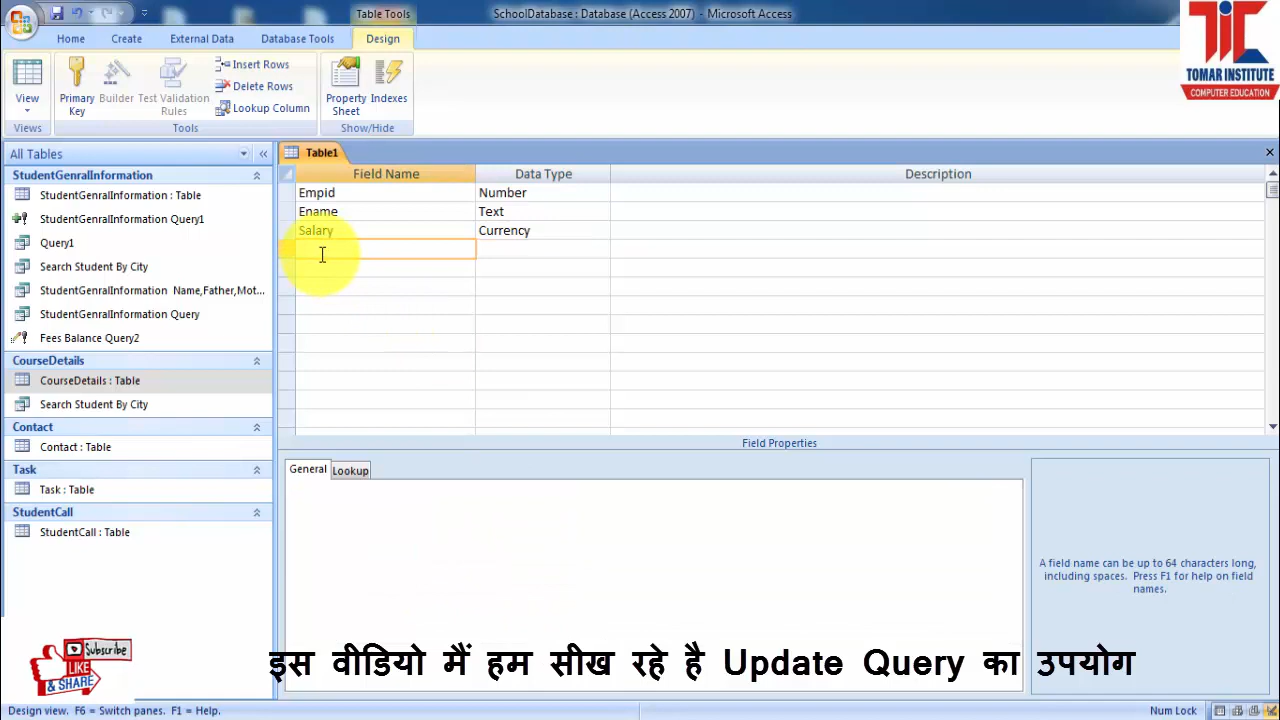 Table Tools
SchoolDatabase : Database (Access 2007) - Microsoft Access
Home
Create
External Data
Database Tools
Design
View
Primary Key
Builder
Test Validation Rules
Insert Rows
Delete Rows
Lookup Column
Property Sheet
Indexes
Views
Tools
Show/Hide
TIC
TOMAR INSTITUTE
COMPUTER EDUCATION
All Tables
StudentGenralInformation
StudentGenralInformation : Table
StudentGenralInformation Query1
Query1
Search Student By City
StudentGenralInformation Name,Father,Mot...
StudentGenralInformation Query
Fees Balance Query2
CourseDetails
CourseDetails : Table
Search Student By City
Contact
Contact : Table
Task
Task : Table
StudentCall
StudentCall : Table
Table1
Field Name Data Type Description
Empid Number
Ename Text
Salary Currency
Field Properties
General
Lookup
A field name can be up to 64 characters long,
including spaces. Press F1 for help on field
names.
Subscribe
LIKE
& SHARE
इस वीडियो मैं हम सीख रहे है Update Query का उपयोग
Design view. F6 = Switch panes. F1 = Help.
Num Lock